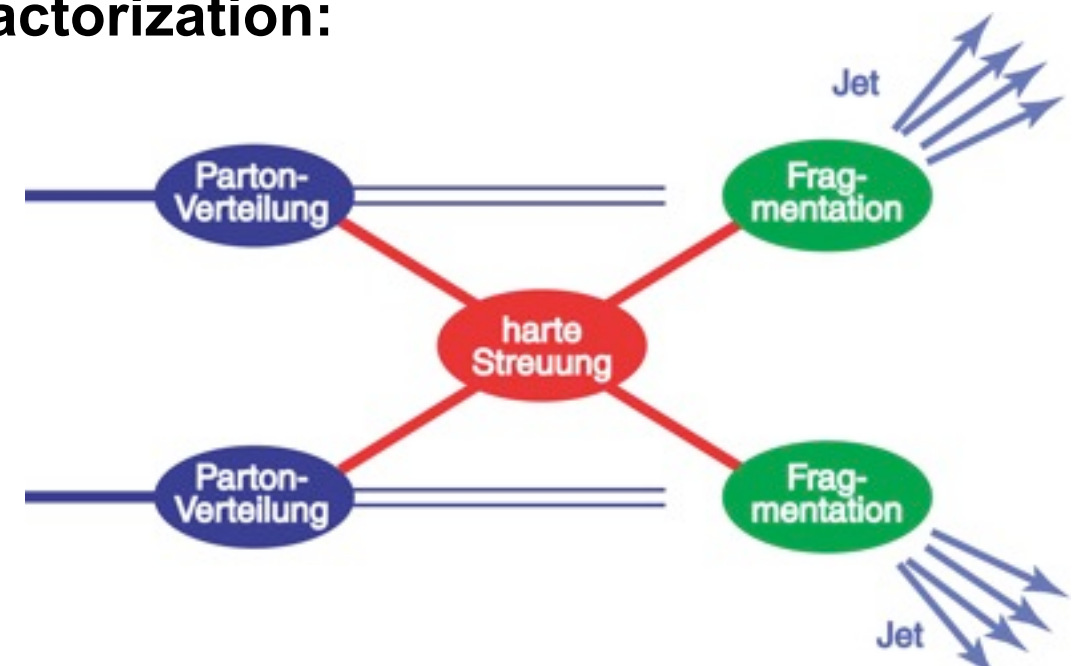 actorization:
Jet
Parton-
Verteilung
Frag-
mentation
harte
Streuung
Parton-
Verteilung
Frag-
mentation
Jet